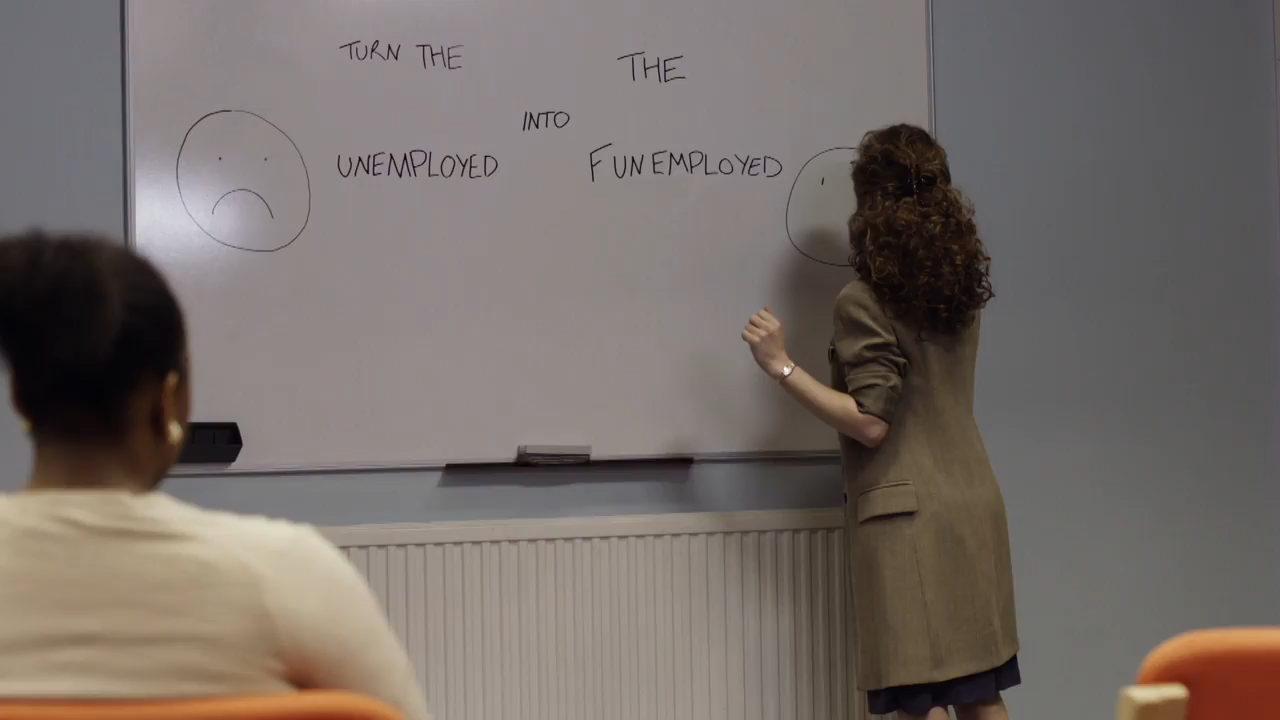 TURN THE
UNEMPLOYED
INTO
THE
FUNEMPLOYED